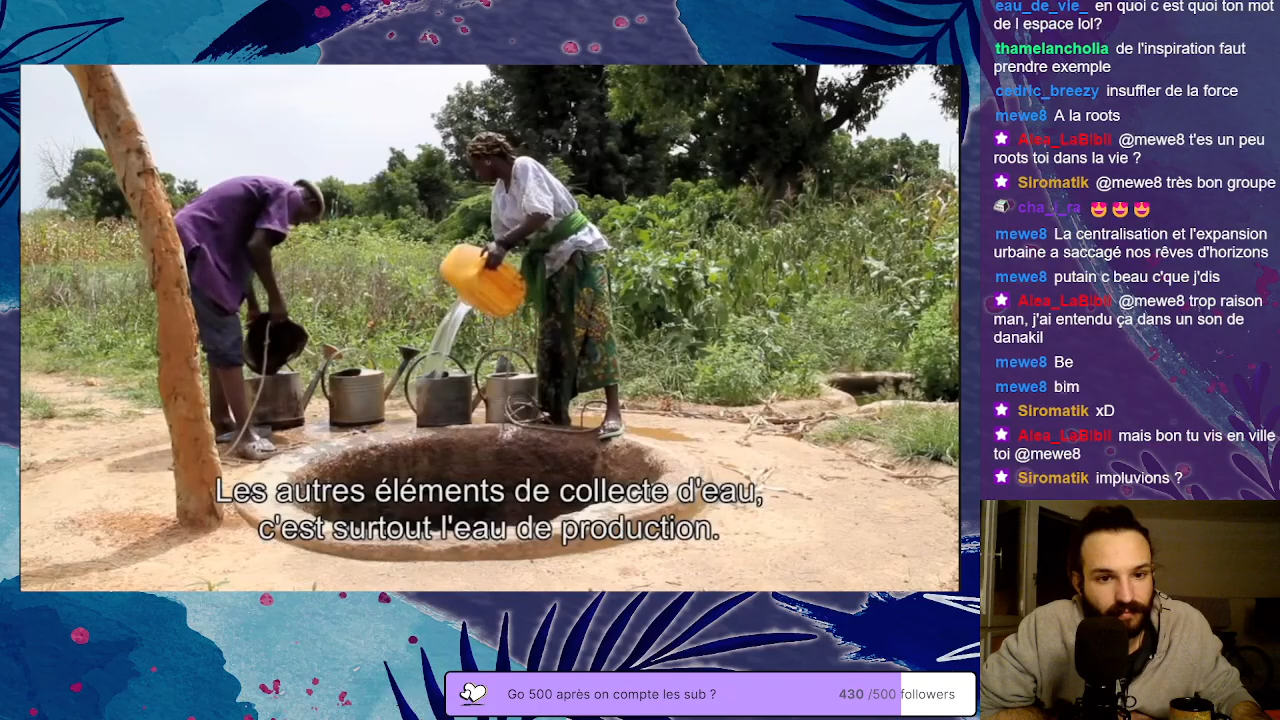 eau_de_vie_ en quoi c est quoi ton mot
de l espace lol?
thamelancholla de l'inspiration faut
prendre exemple
cedric_breezy insuffler de la force
mewe8 A la roots
Alea_LaBibli @mewe8 t'es un peu
roots toi dans la vie ?
Siromatik @mewe8 très bon groupe
mewe8 La centralisation et l'expansion
urbaine a saccagé nos rêves d'horizons
mewe8 putain c beau c'que j'dis
Alea_LaBibli @mewe8 trop raison
man, j'ai entendu ça dans un son de
danakil
mewe8 Be
mewe8 bim
Siromatik xD
Alea_LaBibli mais bon tu vis en ville
toi @mewe8
Siromatik impluvions ?
Les autres éléments de collecte d'eau,
c'est surtout l'eau de production.
Go 500 après on compte les sub ? 430 /500 followers